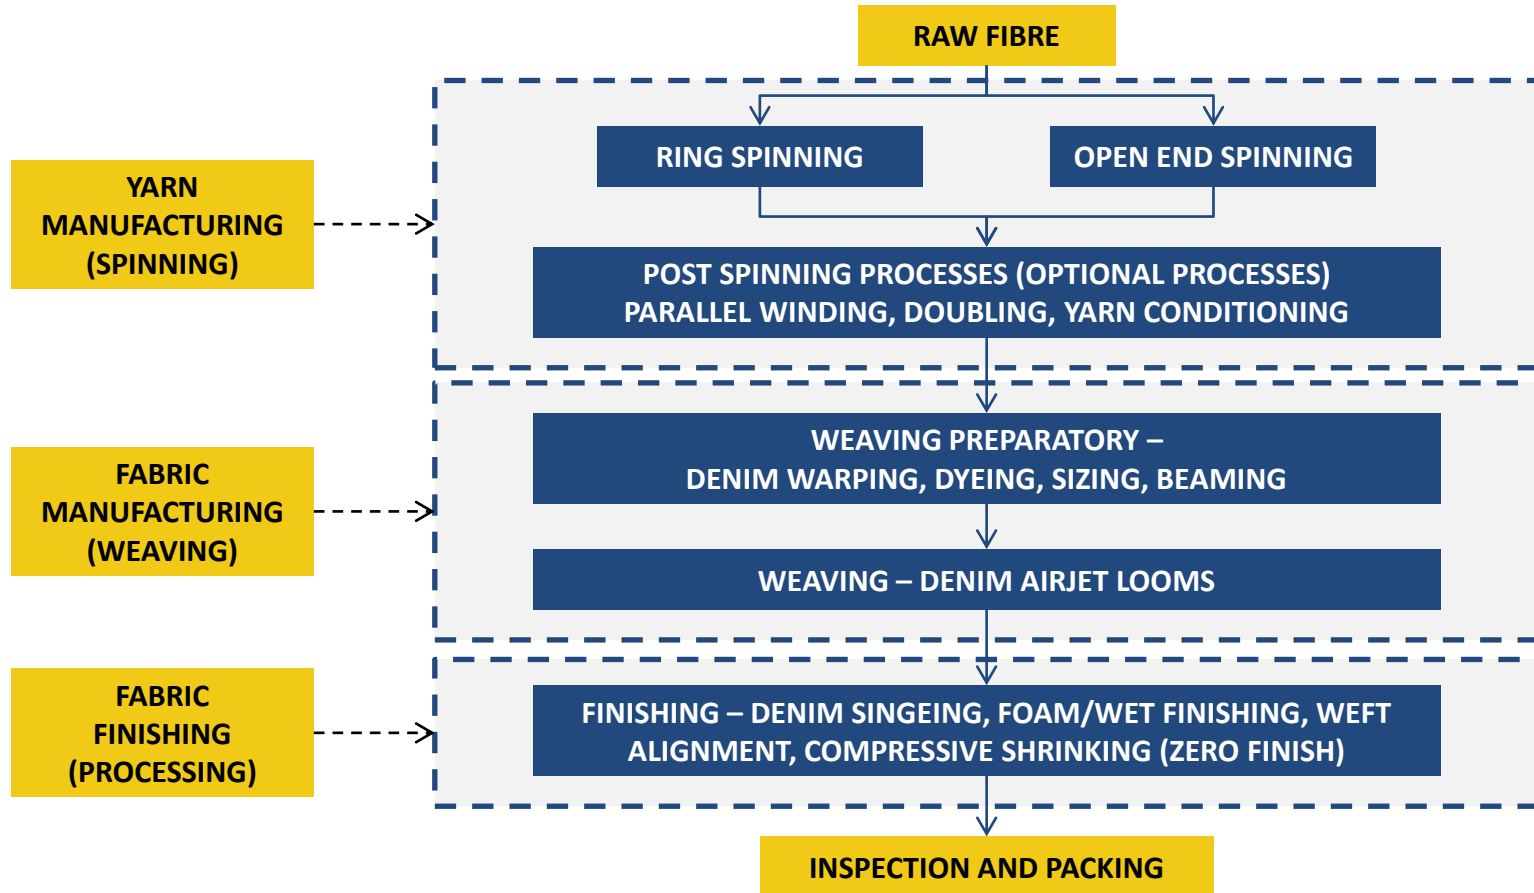 RAW FIBRE
RING SPINNING
OPEN END SPINNING
YARN
MANUFACTURING
(SPINNING)
POST SPINNING PROCESSES (OPTIONAL PROCESSES)
PARALLEL WINDING, DOUBLING, YARN CONDITIONING
WEAVING PREPARATORY –
DENIM WARPING, DYEING, SIZING, BEAMING
FABRIC
MANUFACTURING
(WEAVING)
WEAVING – DENIM AIRJET LOOMS
FABRIC
FINISHING
(PROCESSING)
FINISHING – DENIM SINGEING, FOAM/WET FINISHING, WEFT
ALIGNMENT, COMPRESSIVE SHRINKING (ZERO FINISH)
INSPECTION AND PACKING